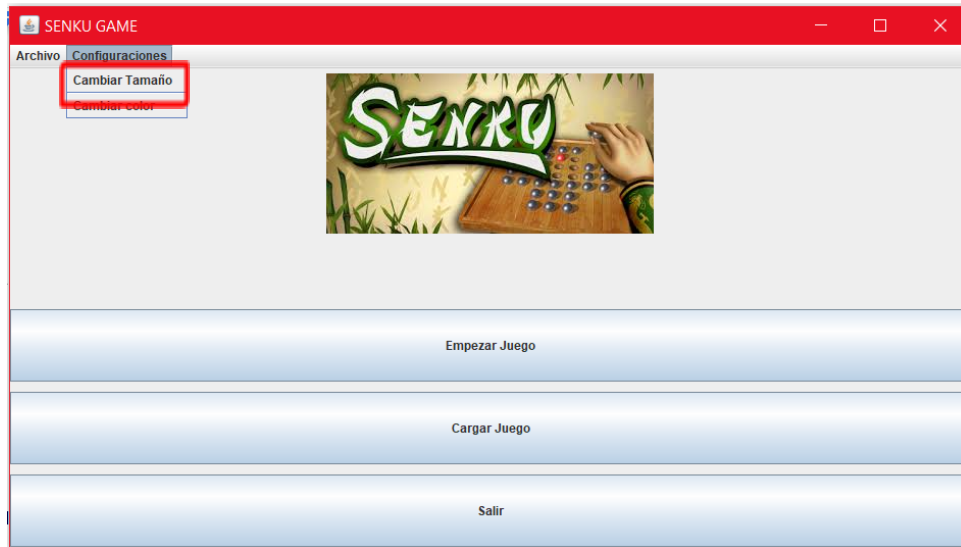 SENKU GAME
Archivo Configuraciones
Cambiar Tamaño
Cambiar color
SENKU
Empezar Juego
Cargar Juego
Salir